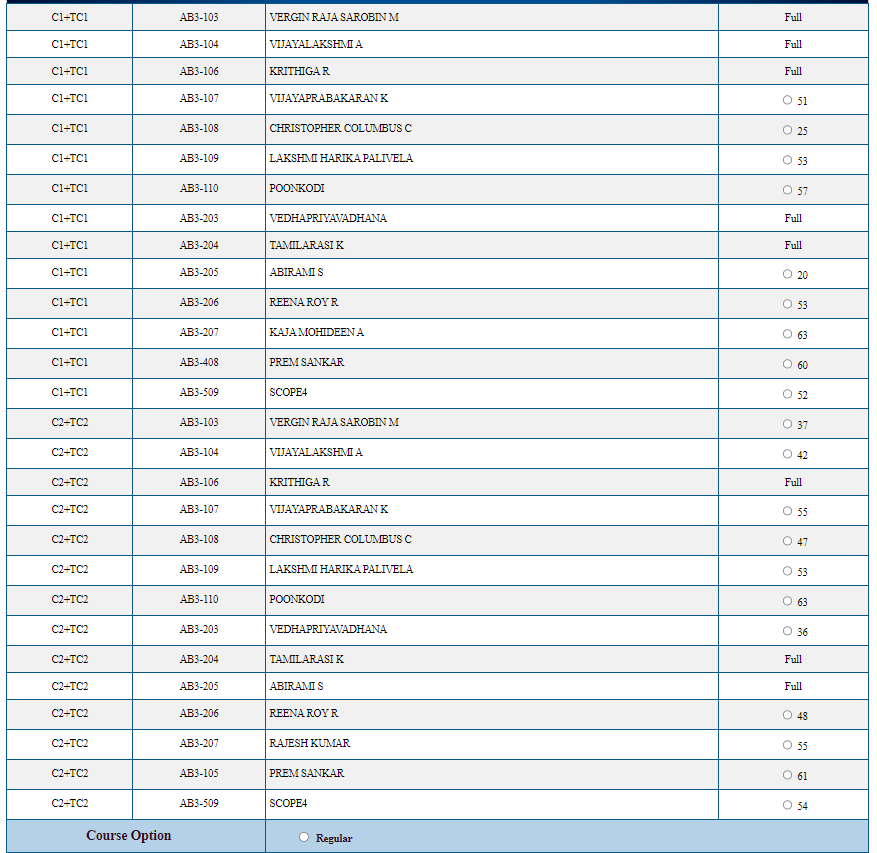 C1+TC1 AB3-103 VERGIN RAJA SAROBIN M Full
C1+TC1 AB3-104 VIJAYALAKSHMI A Full
C1+TC1 AB3-106 KRITHIGA R Full
C1+TC1 AB3-107 VIJAYAPRABAKARAN K 51
C1+TC1 AB3-108 CHRISTOPHER COLUMBUS C 25
C1+TC1 AB3-109 LAKSHMI HARIKA PALIVELA 53
C1+TC1 AB3-110 POONKODI 57
C1+TC1 AB3-203 VEDHAPRIYAVADHANA Full
C1+TC1 AB3-204 TAMILARASI K Full
C1+TC1 AB3-205 ABIRAMI S 20
C1+TC1 AB3-206 REENA ROY R 53
C1+TC1 AB3-207 KAJA MOHIDEEN A 63
C1+TC1 AB3-408 PREM SANKAR 60
C1+TC1 AB3-509 SCOPE4 52
C2+TC2 AB3-103 VERGIN RAJA SAROBIN M 37
C2+TC2 AB3-104 VIJAYALAKSHMI A 42
C2+TC2 AB3-106 KRITHIGA R Full
C2+TC2 AB3-107 VIJAYAPRABAKARAN K 55
C2+TC2 AB3-108 CHRISTOPHER COLUMBUS C 47
C2+TC2 AB3-109 LAKSHMI HARIKA PALIVELA 53
C2+TC2 AB3-110 POONKODI 63
C2+TC2 AB3-203 VEDHAPRIYAVADHANA 36
C2+TC2 AB3-204 TAMILARASI K Full
C2+TC2 AB3-205 ABIRAMI S Full
C2+TC2 AB3-206 REENA ROY R 48
C2+TC2 AB3-207 RAJESH KUMAR 55
C2+TC2 AB3-105 PREM SANKAR 61
C2+TC2 AB3-509 SCOPE4 54
Course Option Regular